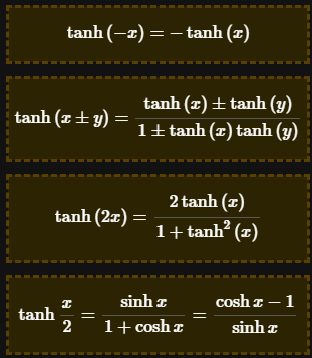 tanh (−x) = − tanh (x)
tanh (x ± y) = (tanh (x) ± tanh (y)) / (1 ± tanh (x) tanh (y))
tanh (2x) = (2 tanh (x)) / (1 + tanh² (x))
tanh x/2 = (sinh x) / (1 + cosh x) = (cosh x − 1) / (sinh x)